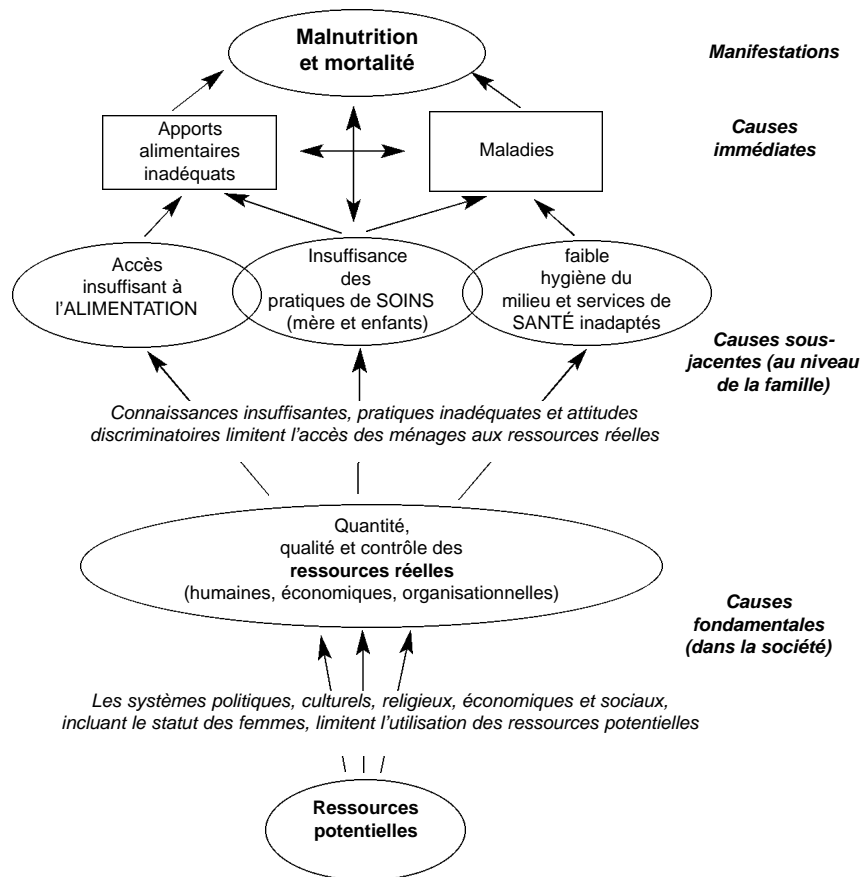 Malnutrition
et mortalité
Manifestations
Apports
alimentaires
inadéquats
Maladies
Causes
immédiates
Accès
insuffisant à
l’ALIMENTATION
Insuffisance
des
pratiques de SOINS
(mère et enfants)
faible
hygiène du
milieu et services de
SANTÉ inadaptés
Causes sous-
jacentes (au niveau
de la famille)
Connaissances insuffisantes, pratiques inadéquates et attitudes
discriminatoires limitent l’accès des ménages aux ressources réelles
Quantité,
qualité et contrôle des
ressources réelles
(humaines, économiques, organisationnelles)
Causes
fondamentales
(dans la société)
Les systèmes politiques, culturels, religieux, économiques et sociaux,
incluant le statut des femmes, limitent l’utilisation des ressources potentielles
Ressources
potentielles